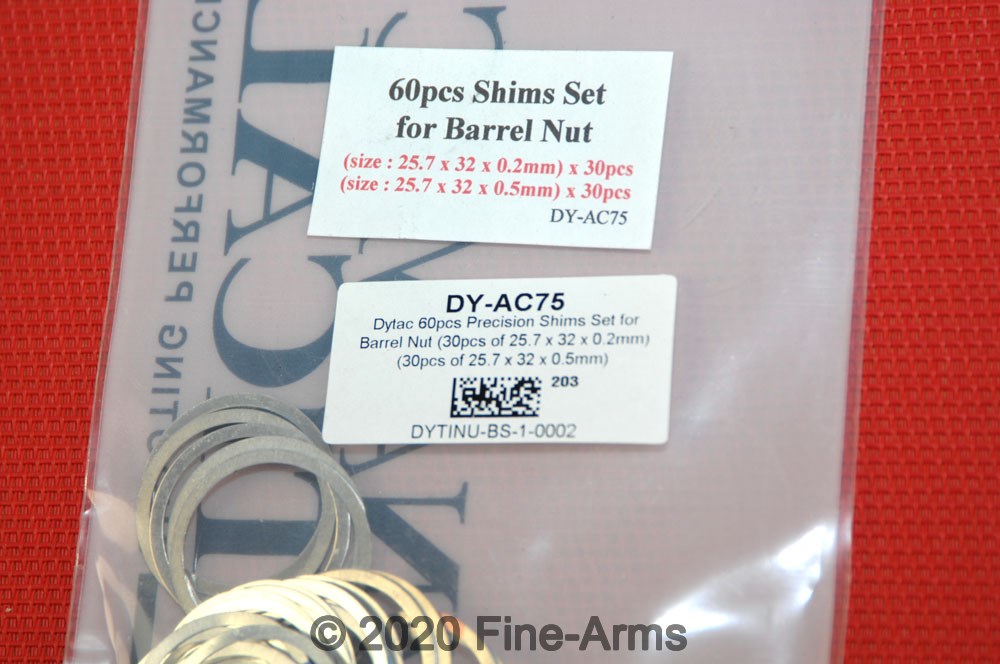 60pcs Shims Set
for Barrel Nut
(size : 25.7 x 32 x 0.2mm) x 30pcs
(size : 25.7 x 32 x 0.5mm) x 30pcs
DY-AC75
DY-AC75
Dytac 60pcs Precision Shims Set for
Barrel Nut (30pcs of 25.7 x 32 x 0.2mm)
(30pcs of 25.7 x 32 x 0.5mm)
203
DYTINU-BS-1-0002
PERFORMANC
© 2020 Fine-Arms